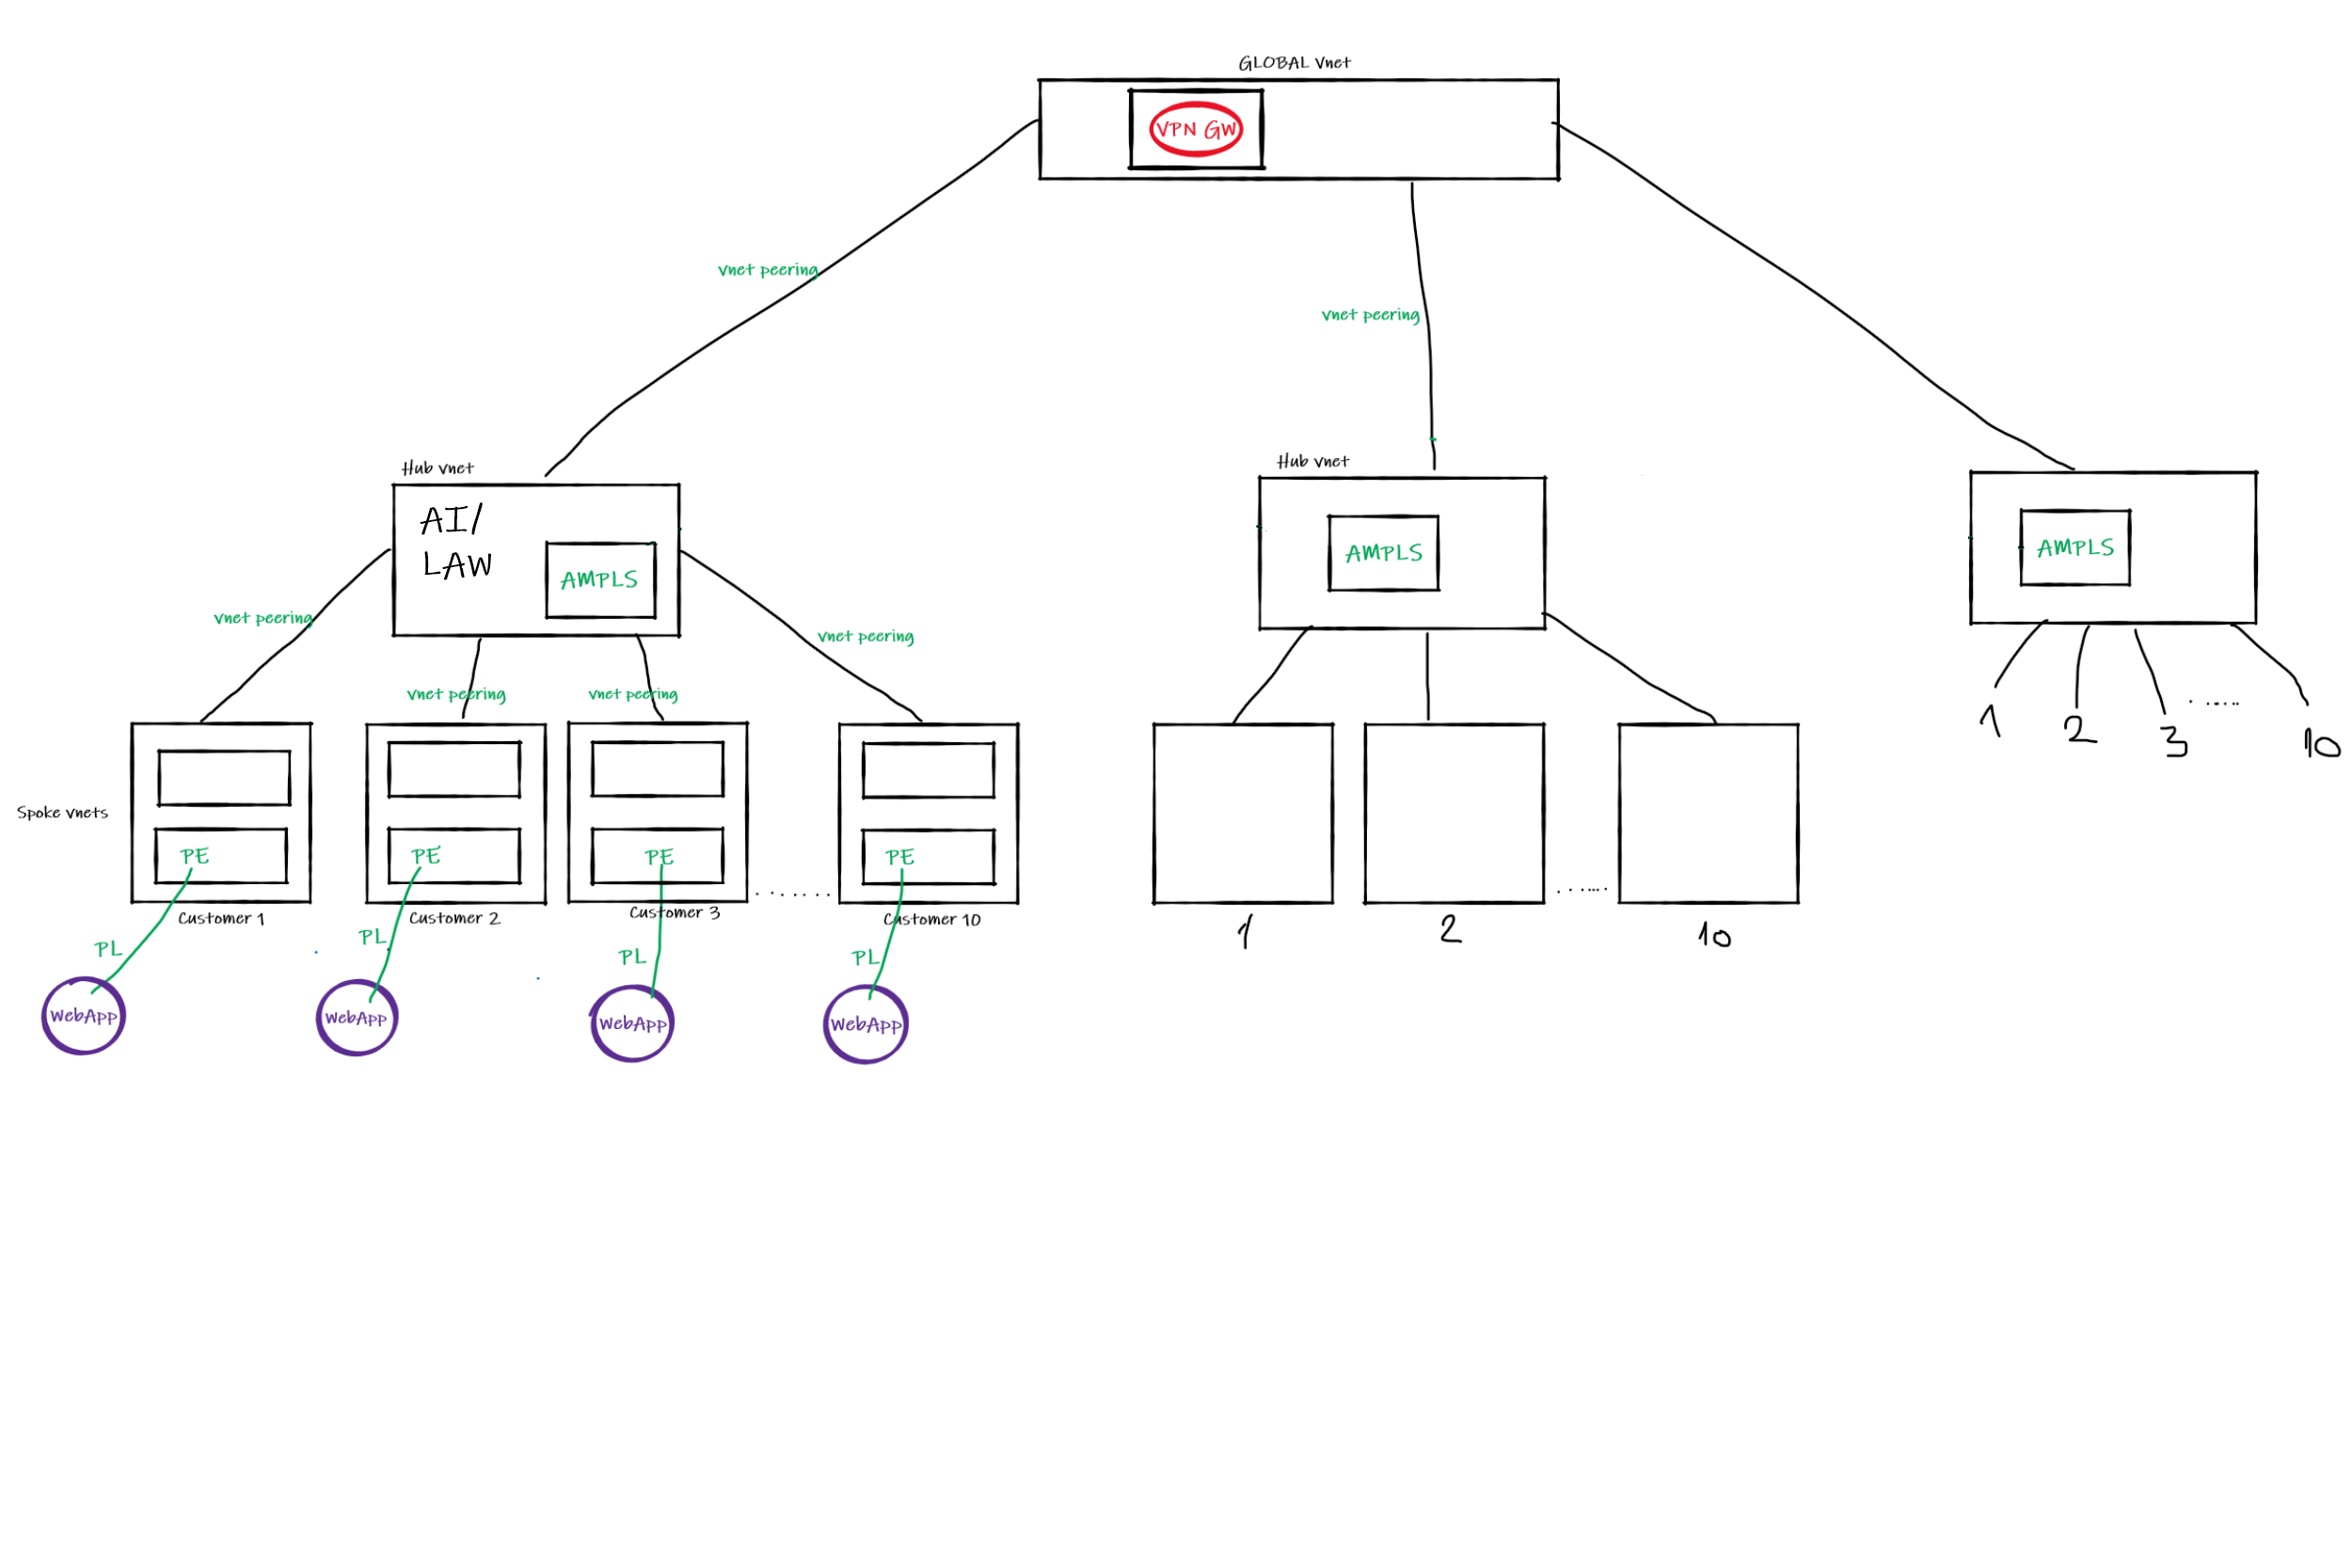 GLOBAL Vnet
VPN GW
vnet peering
vnet peering
Hub vnet
Hub vnet
AI/
LAW
AMPLS
AMPLS
AMPLS
vnet peering
vnet peering
vnet peering
vnet peering
1
2
3
......
10
Spoke vnets
PE
PE
PE
PE
.......
......
Customer 1
Customer 2
Customer 3
Customer 10
1
2
10
PL
PL
PL
PL
WebApp
WebApp
WebApp
WebApp